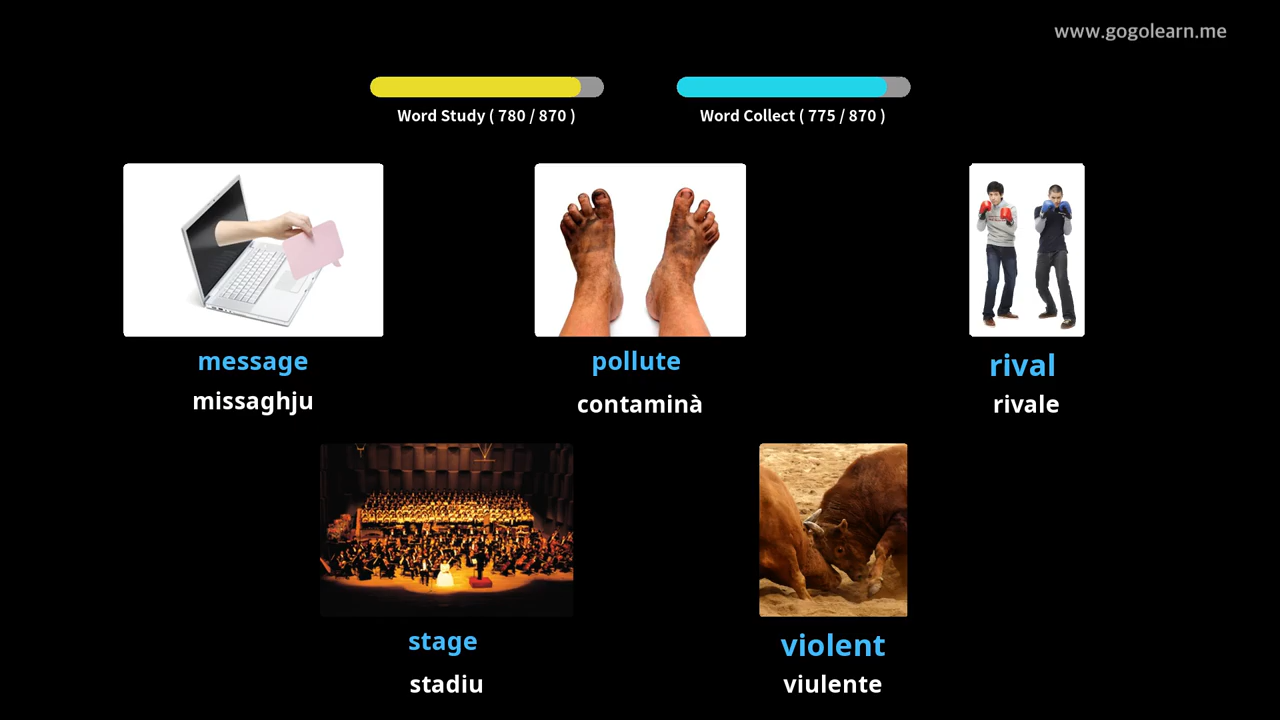 www.gogolearn.me
Word Study ( 780 / 870 )
Word Collect ( 775 / 870 )
message
missaghju
pollute
contaminà
rival
rivale
stage
stadiu
violent
viulente